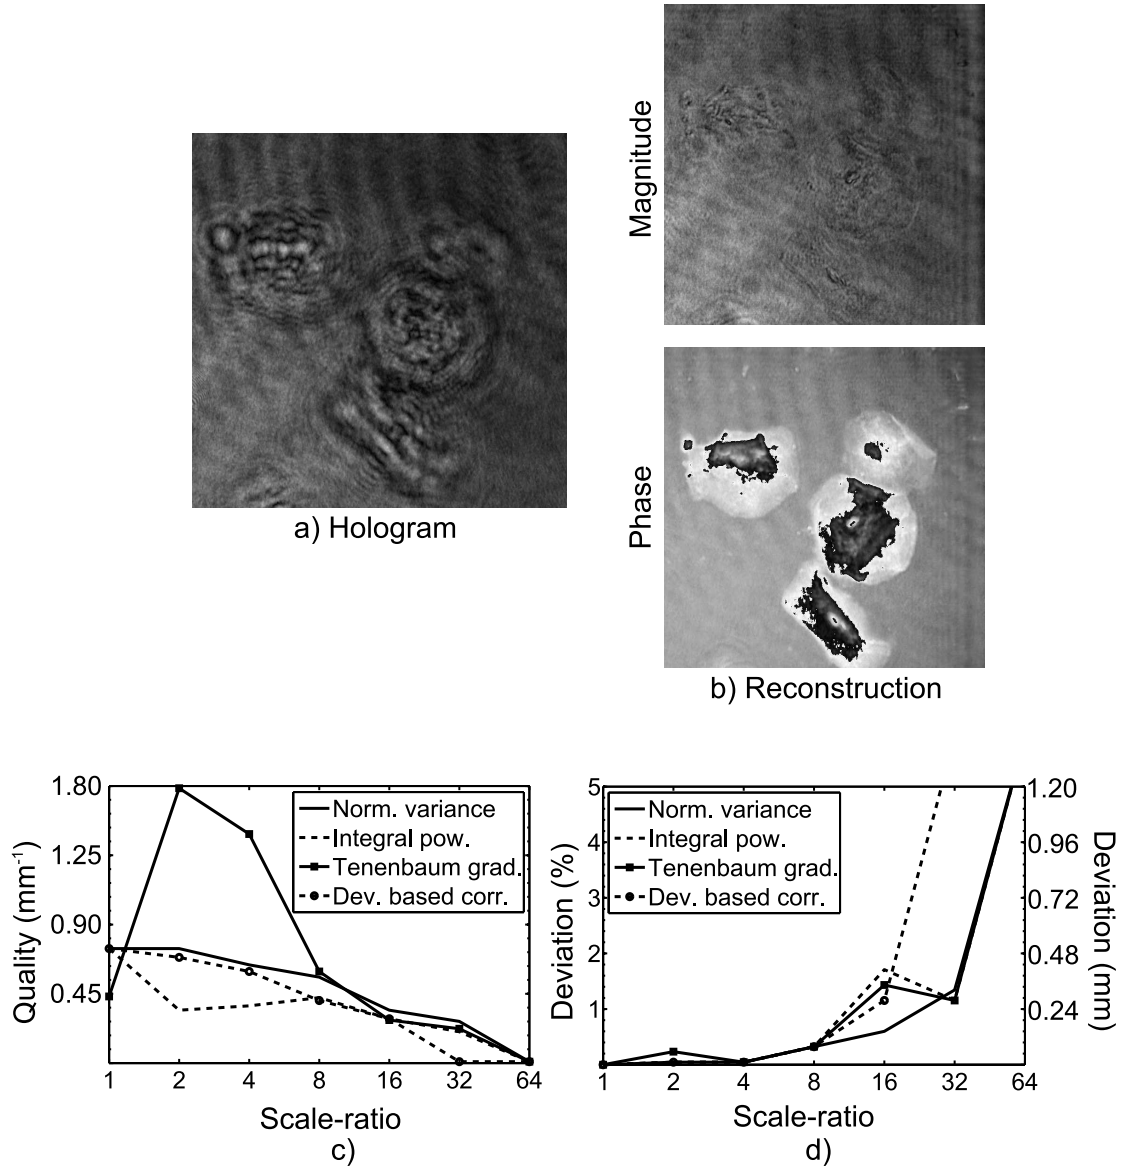 Magnitude
a) Hologram
Phase
b) Reconstruction
Quality (mm⁻¹)
1.80
1.25
0.90
0.45
Norm. variance
Integral pow.
Tenenbaum grad.
Dev. based corr.
1 2 4 8 16 32 64
Scale-ratio
c)
Deviation (%)
5
4
3
2
1
Norm. variance
Integral pow.
Tenenbaum grad.
Dev. based corr.
1.20
0.96
0.72
0.48
0.24
Deviation (mm)
1 2 4 8 16 32 64
Scale-ratio
d)